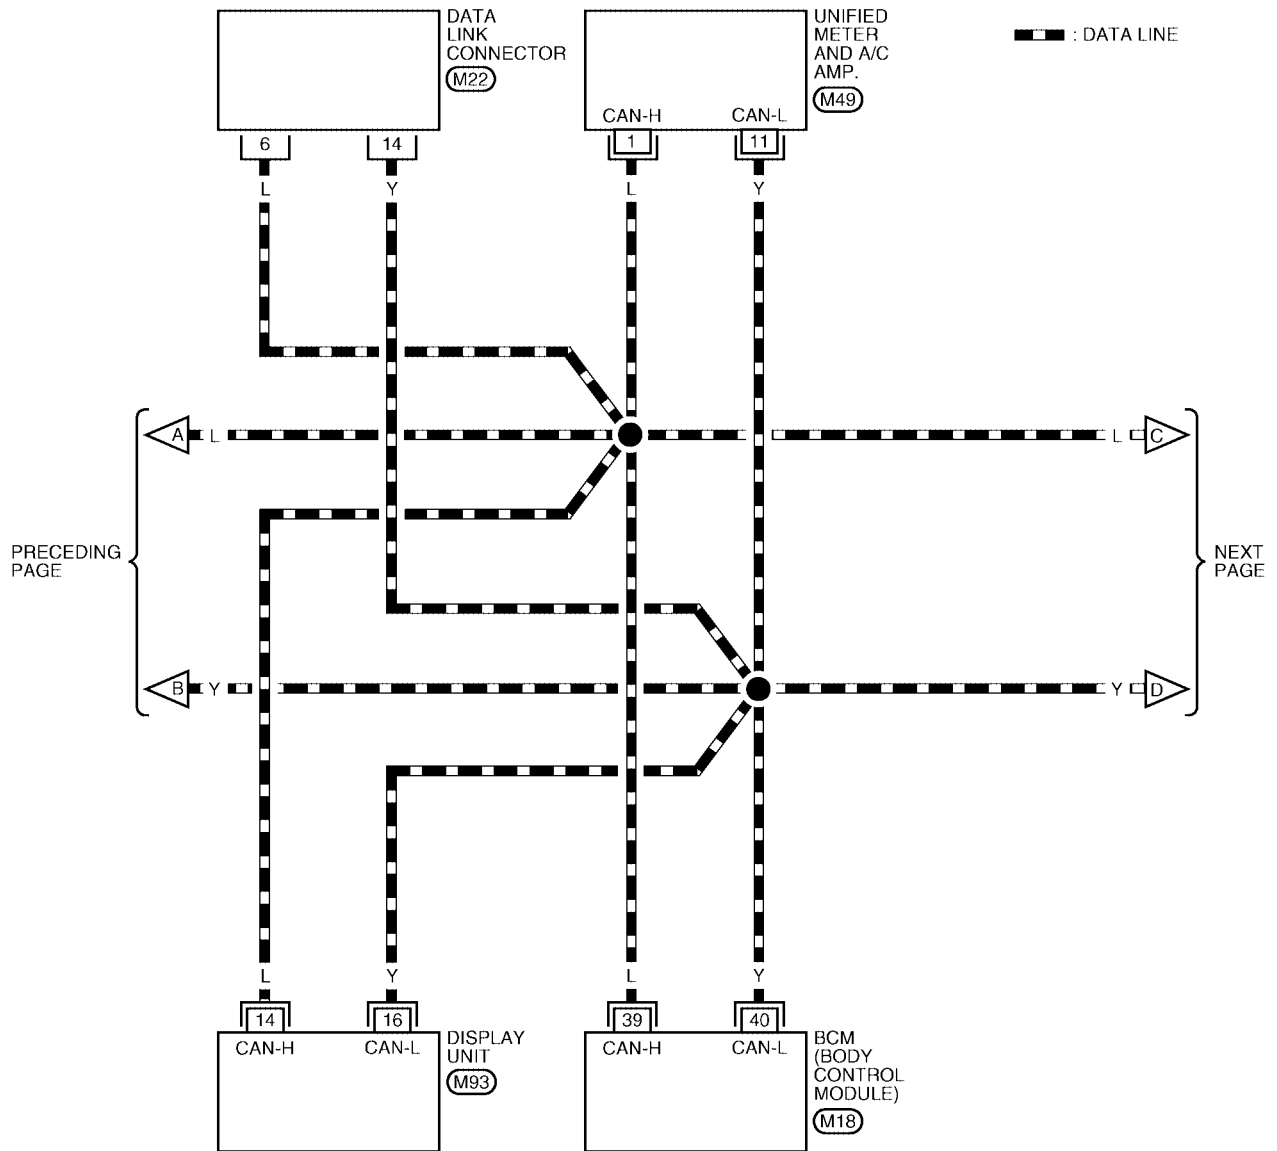 DATA
LINK
CONNECTOR
M22
UNIFIED
METER
AND A/C
AMP.
M49
: DATA LINE
CAN-H
CAN-L
6
14
1
11
L
Y
L
Y
A
L
L
C
PRECEDING
PAGE
NEXT
PAGE
B
Y
Y
D
L
Y
L
Y
14
16
39
40
CAN-H
CAN-L
DISPLAY
UNIT
M93
CAN-H
CAN-L
BCM
(BODY
CONTROL
MODULE)
M18